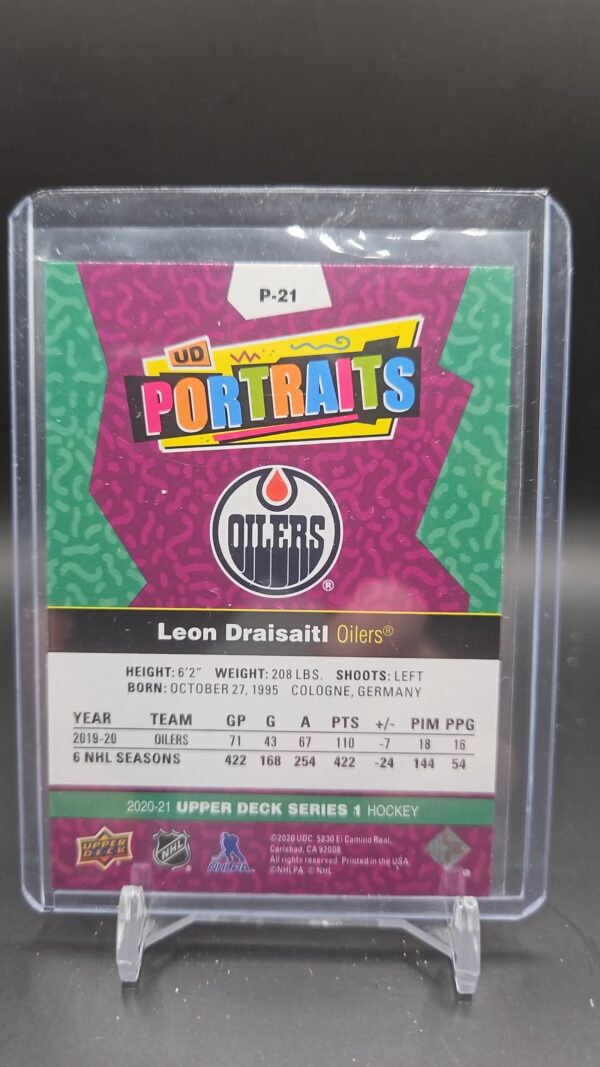 P-21
UD
PORTRAITS
OILERS
®
Leon Draisaitl Oilers®
HEIGHT: 6'2" WEIGHT: 208 LBS. SHOOTS: LEFT
BORN: OCTOBER 27, 1995 COLOGNE, GERMANY
YEAR TEAM GP G A PTS +/- PIM PPG
2019-20 OILERS 71 43 67 110 -7 18 16
6 NHL SEASONS 422 168 254 422 -24 144 54
2020-21 UPPER DECK SERIES 1 HOCKEY
UPPER DECK
NHL
NHLPA
©2020 UDC 5830 El Camino Real,
Carlsbad, CA 92008.
All rights reserved. Printed in the USA.
©NHLPA. © NHL